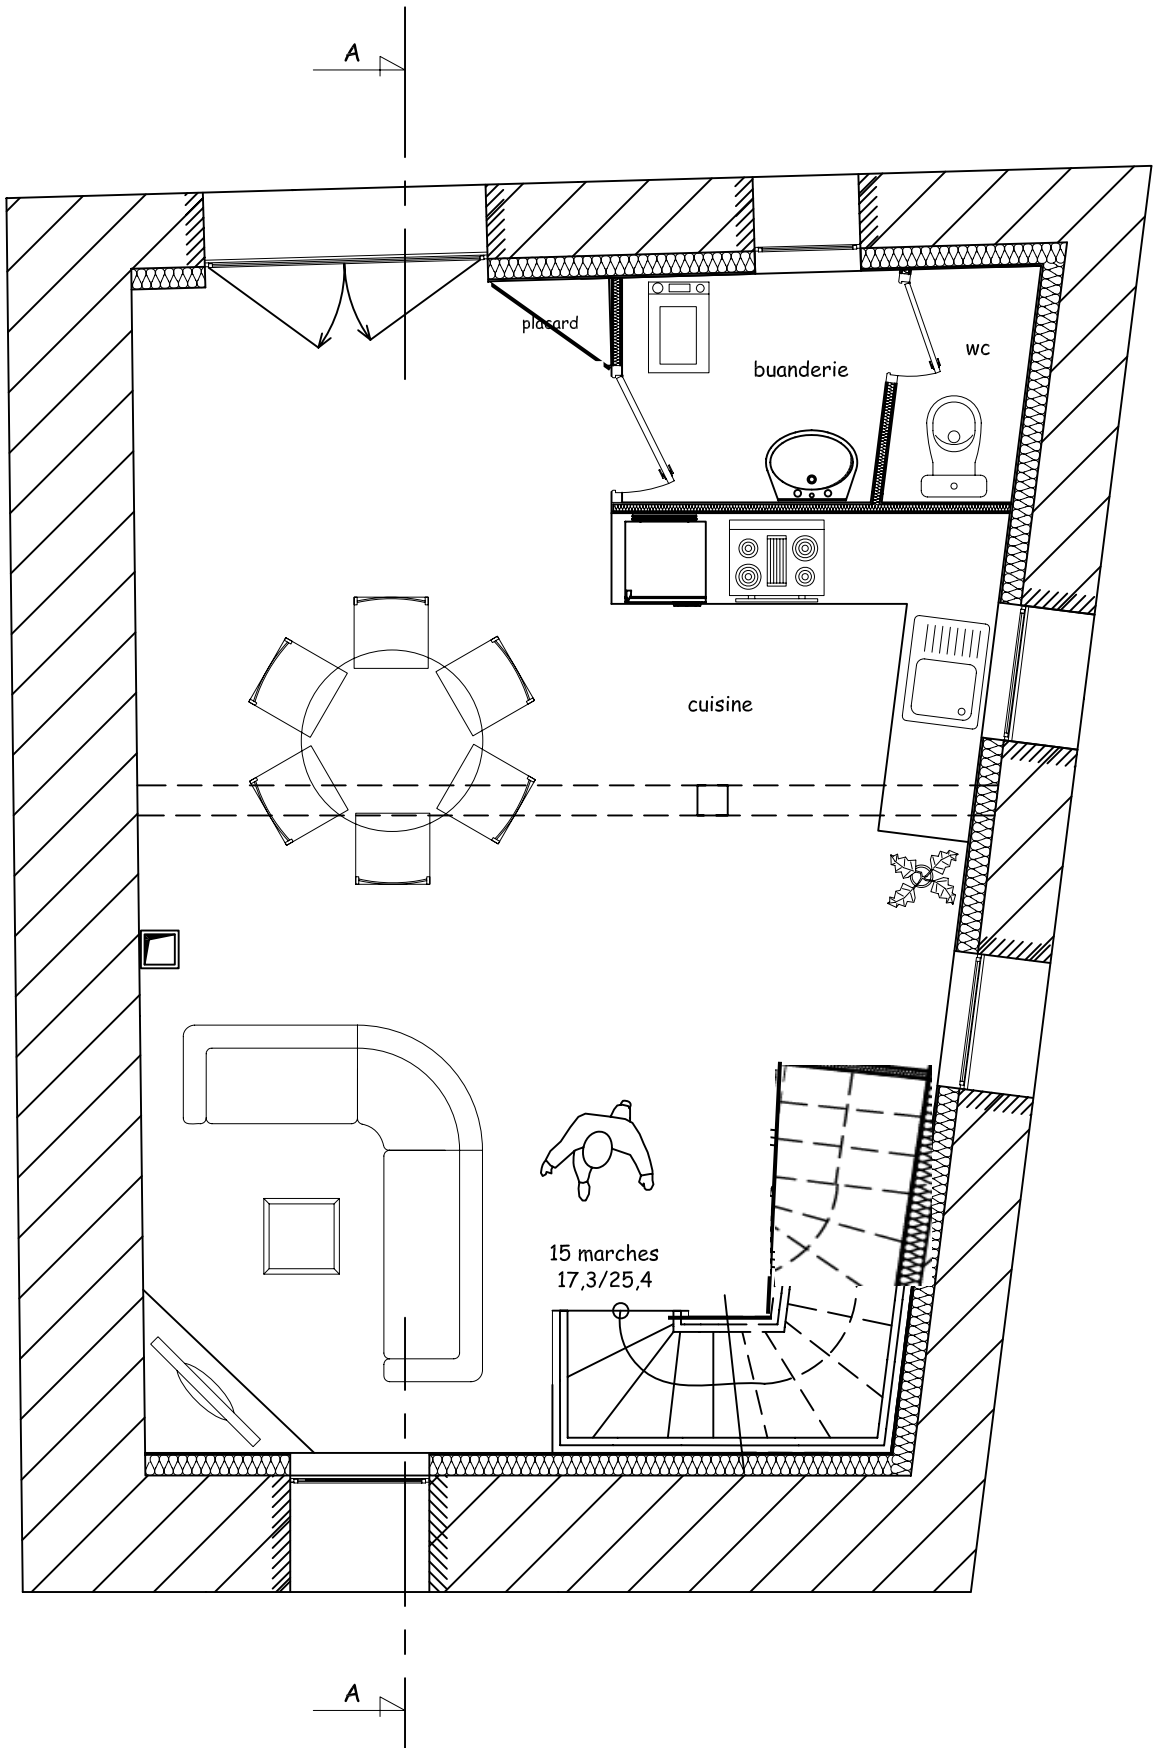 A
placard
wc
buanderie
cuisine
15 marches
17,3/25,4
A